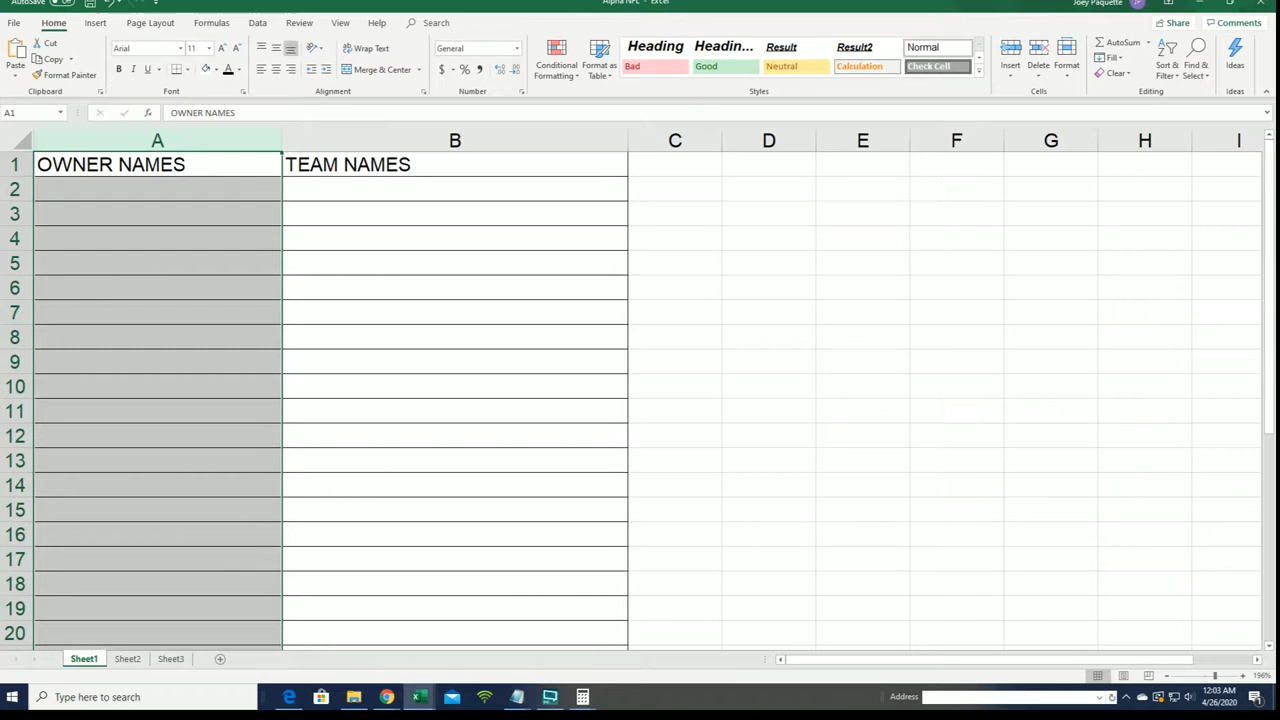 AutoSave Off Alpha NFL - Excel Joey Paquette JP
File Home Insert Page Layout Formulas Data Review View Help Search Share Comments
Cut
Copy
Format Painter
Paste
Clipboard
Arial 11 A A
B I U A
Font
Wrap Text
Merge & Center
Alignment
General
$ % ,
Number
Conditional Formatting
Format as Table
Heading Headin... Result Result2 Normal
Bad Good Neutral Calculation Check Cell
Styles
Insert Delete Format
Cells
AutoSum
Fill
Clear
Sort & Filter
Find & Select
Editing
Ideas
Ideas
A1 fx OWNER NAMES
A B C D E F G H I
1 OWNER NAMES TEAM NAMES
2
3
4
5
6
7
8
9
10
11
12
13
14
15
16
17
18
19
20
Sheet1 Sheet2 Sheet3
196%
Type here to search
Address
12:03 AM
4/26/2020
1